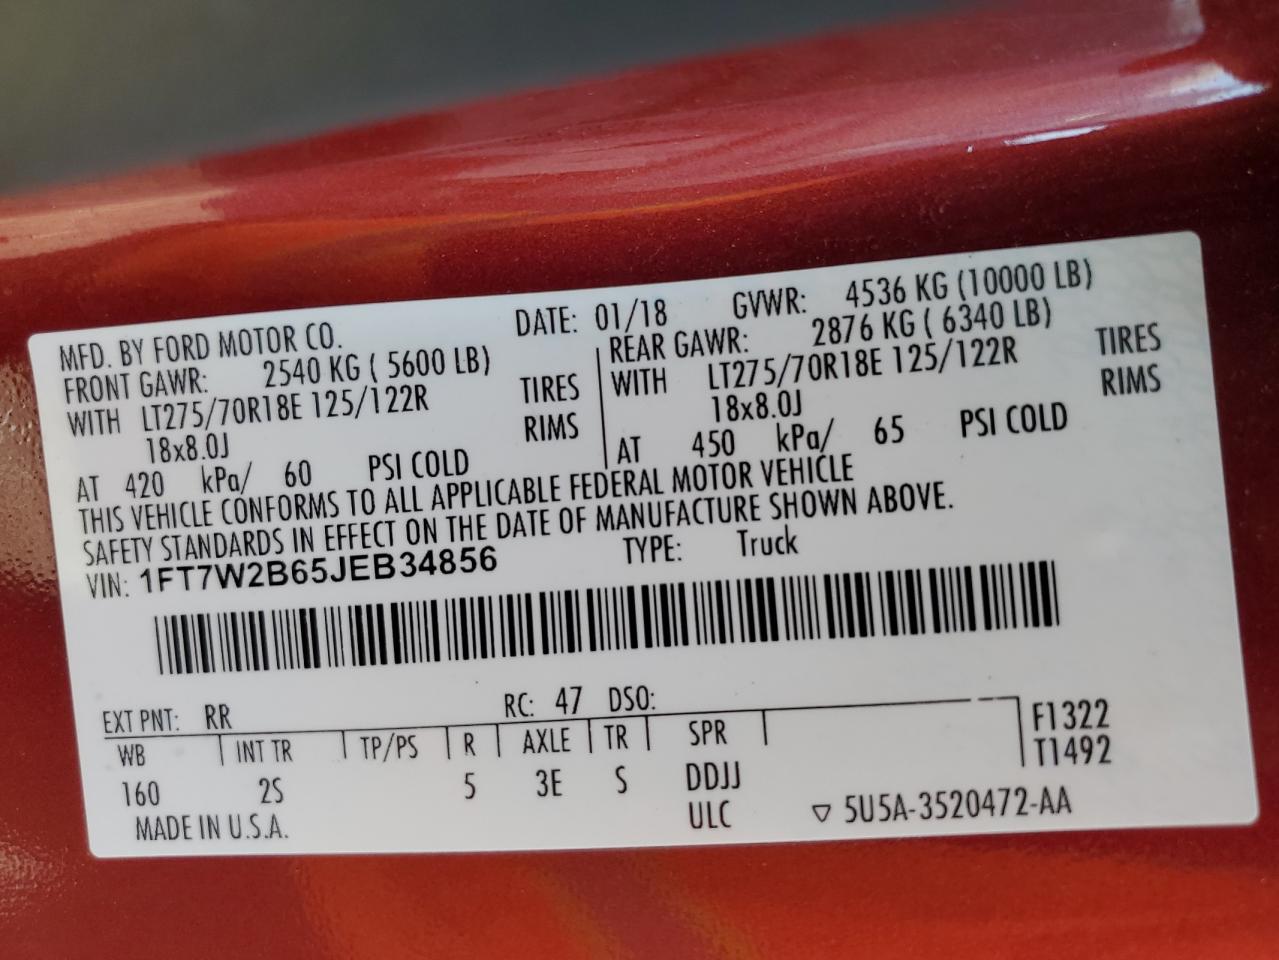 MFD. BY FORD MOTOR CO. DATE: 01/18 GVWR: 4536 KG (10000 LB)
FRONT GAWR: 2540 KG ( 5600 LB)
WITH LT275/70R18E 125/122R TIRES
18x8.0J RIMS
AT 420 kPa/ 60 PSI COLD
REAR GAWR: 2876 KG ( 6340 LB)
WITH LT275/70R18E 125/122R TIRES
18x8.0J RIMS
AT 450 kPa/ 65 PSI COLD
THIS VEHICLE CONFORMS TO ALL APPLICABLE FEDERAL MOTOR VEHICLE
SAFETY STANDARDS IN EFFECT ON THE DATE OF MANUFACTURE SHOWN ABOVE.
VIN: 1FT7W2B65JEB34856 TYPE: Truck
EXT PNT: RR RC: 47 DSO:
WB INT TR TP/PS R AXLE TR SPR F1322
T1492
160 2S 5 3E S DDJJ
MADE IN U.S.A. ULC ▽ 5U5A-3520472-AA